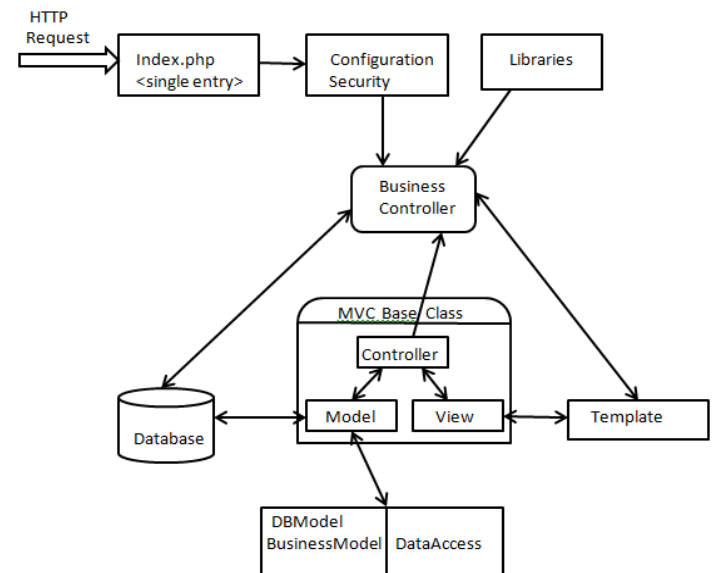 HTTP
Request
Index.php
<single entry>
Configuration
Security
Libraries
Business
Controller
MVC Base Class
Controller
Model
View
Database
Template
DBModel
BusinessModel
DataAccess